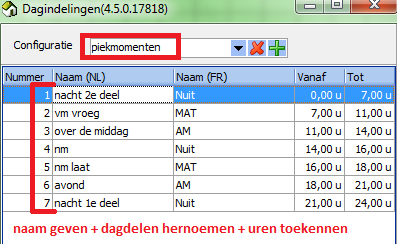 Dagindelingen(4.5.0.17818)
Configuratie piekmomenten
Nummer Naam (NL) Naam (FR) Vanaf Tot
1 nacht 2e deel Nuit 0,00 u 7,00 u
2 vm vroeg MAT 7,00 u 11,00 u
3 over de middag AM 11,00 u 14,00 u
4 nm Nuit 14,00 u 16,00 u
5 nm laat MAT 16,00 u 18,00 u
6 avond AM 18,00 u 21,00 u
7 nacht 1e deel Nuit 21,00 u 24,00 u
naam geven + dagdelen hernoemen + uren toekennen